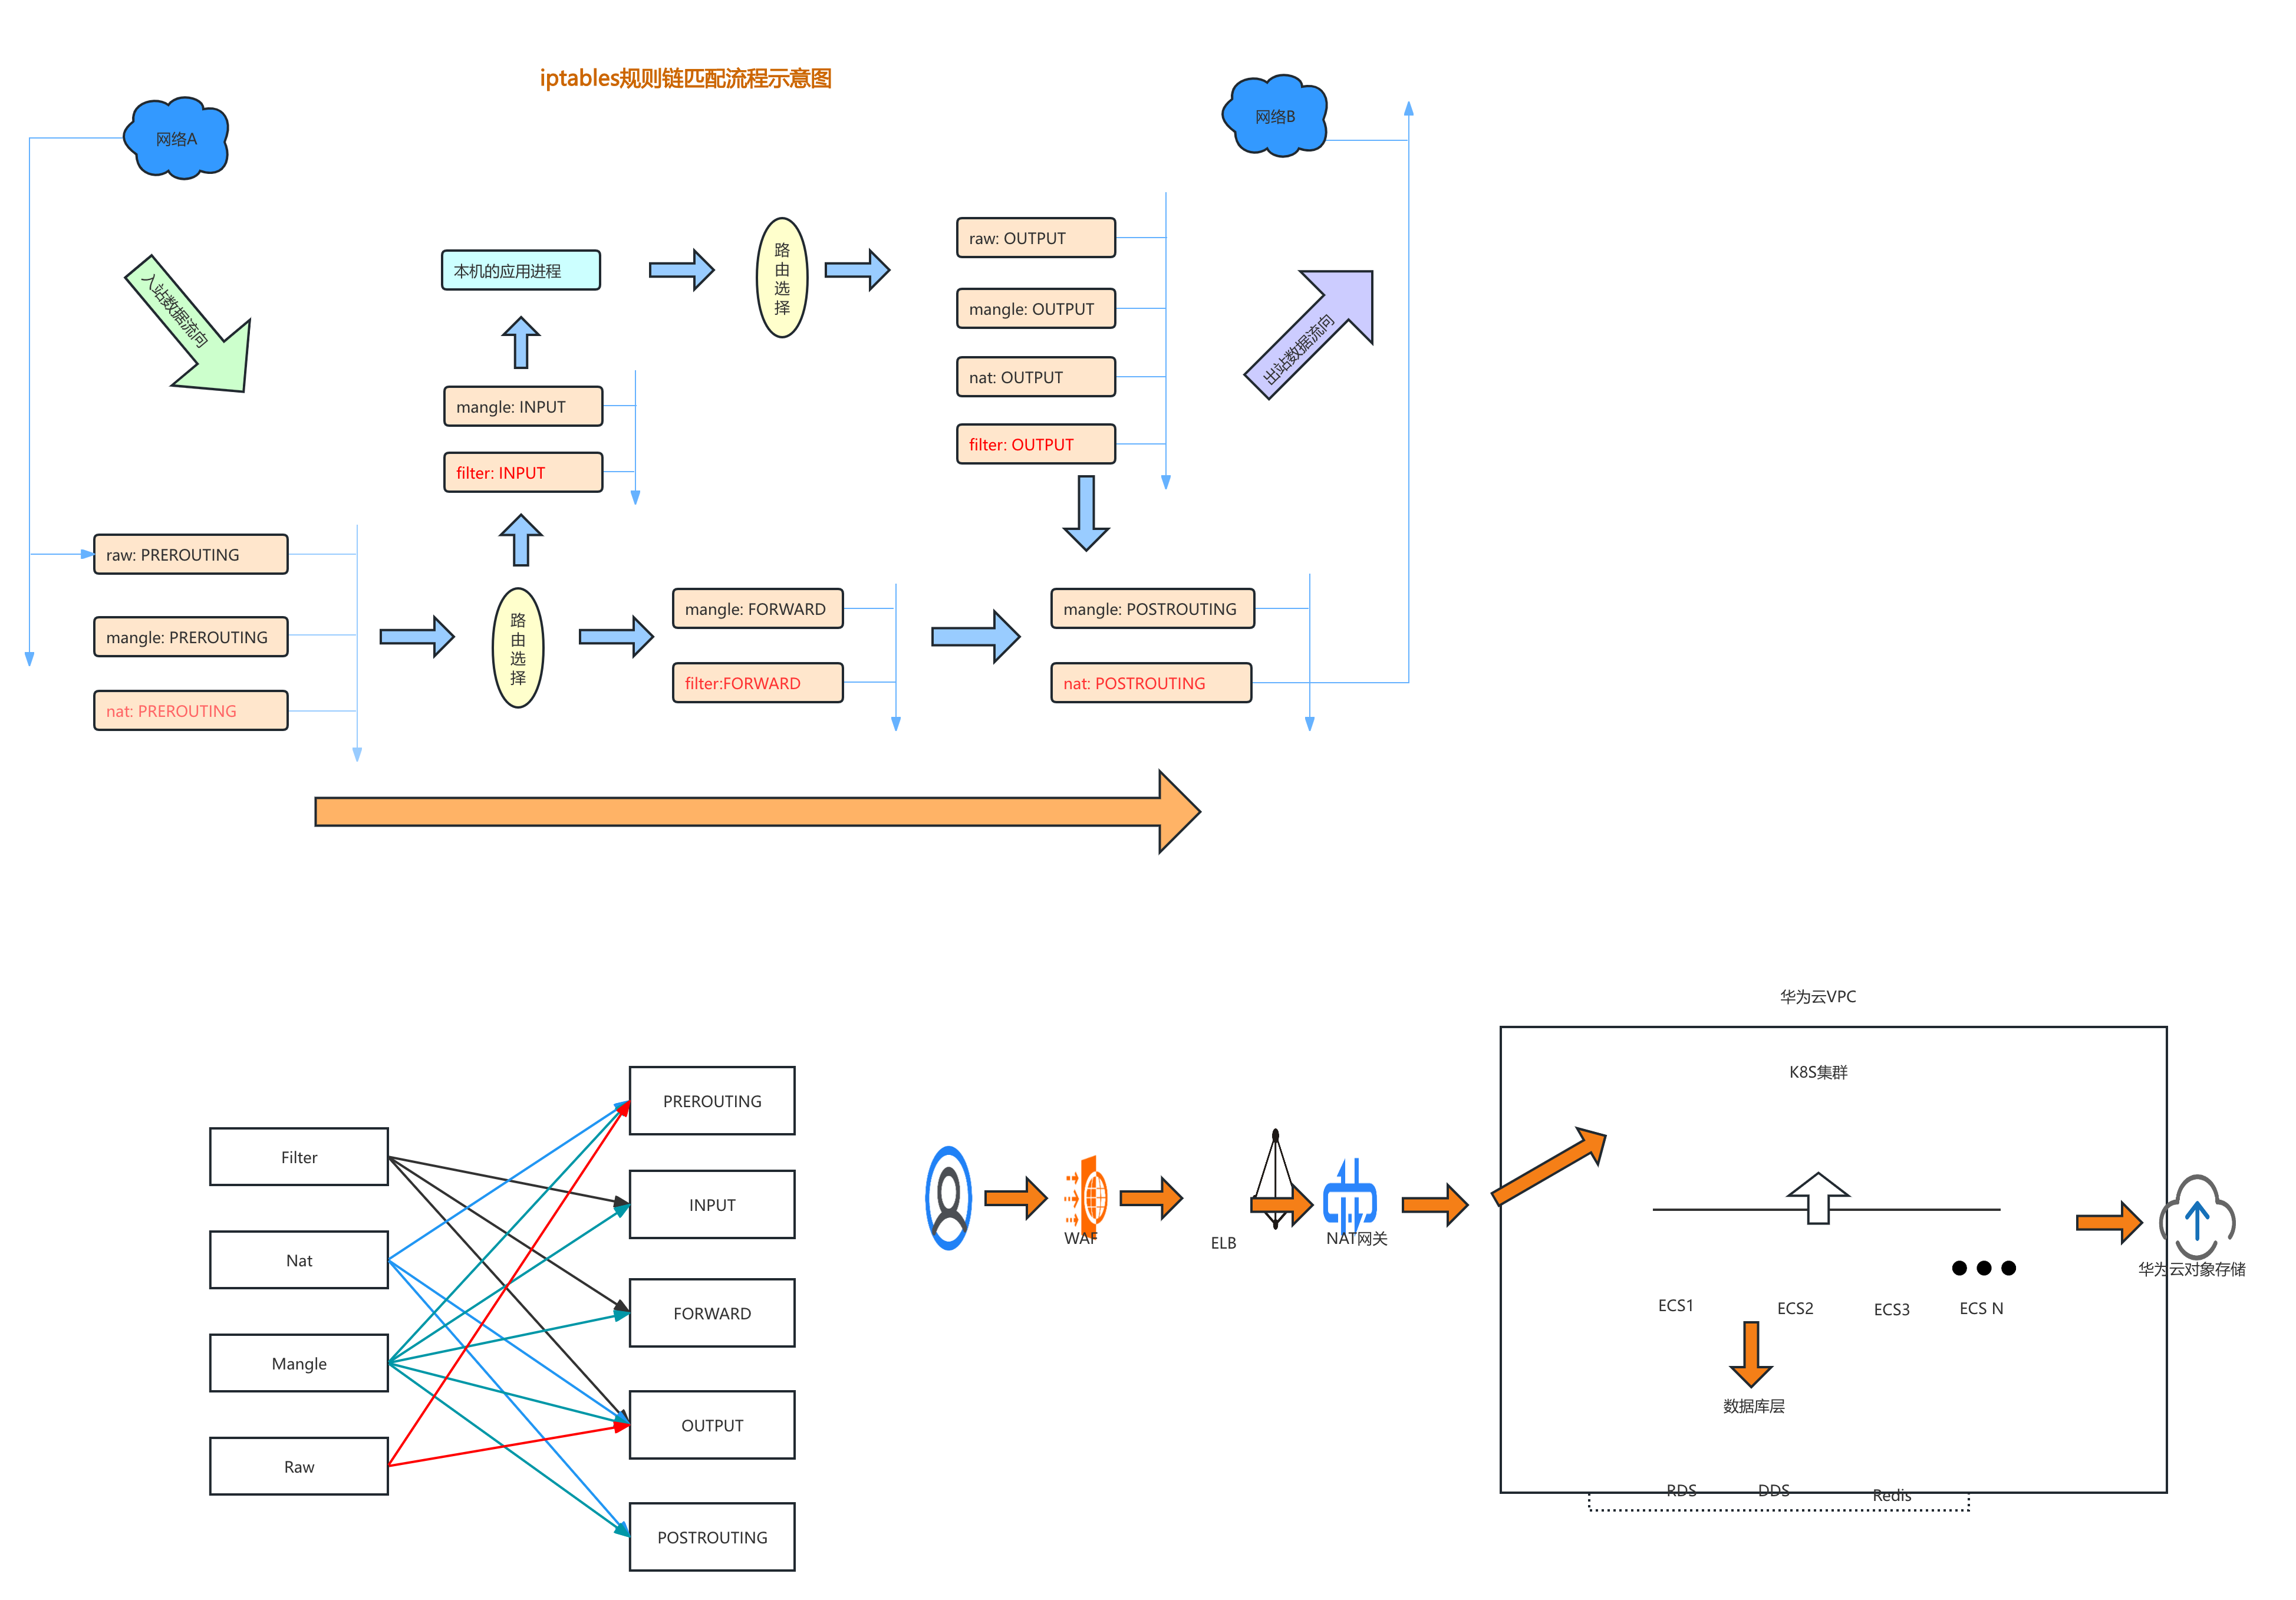 iptables规则链匹配流程示意图
网络A
网络B
入站数据流向
出站数据流向
本机的应用进程
路由选择
raw: OUTPUT
mangle: OUTPUT
nat: OUTPUT
filter: OUTPUT
mangle: INPUT
filter: INPUT
raw: PREROUTING
mangle: PREROUTING
nat: PREROUTING
路由选择
mangle: FORWARD
filter:FORWARD
mangle: POSTROUTING
nat: POSTROUTING
Filter
Nat
Mangle
Raw
PREROUTING
INPUT
FORWARD
OUTPUT
POSTROUTING
WAF
ELB
NAT网关
华为云VPC
K8S集群
ECS1
ECS2
ECS3
ECS N
数据库层
RDS
DDS
Redis
华为云对象存储